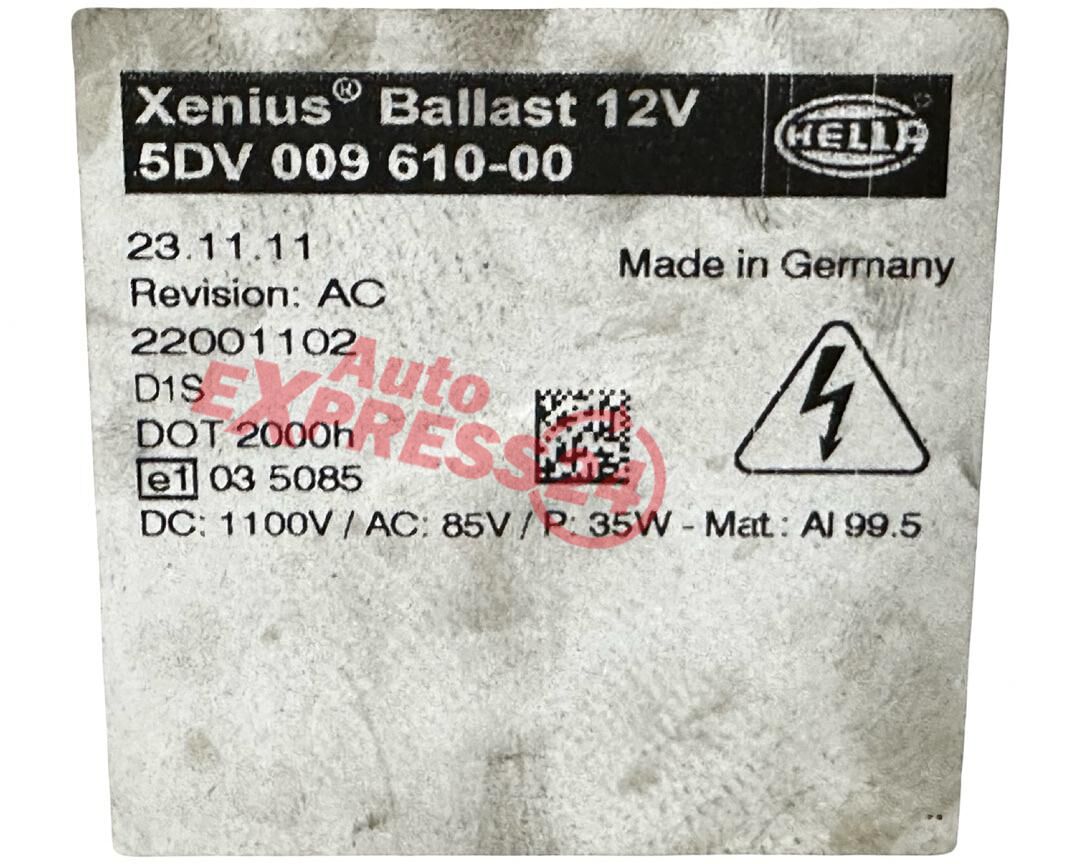 Xenius® Ballast 12V
5DV 009 610-00
HELLA
23.11.11
Made in Germany
Revision: AC
22001102
D1S
DOT 2000h
e1 03 5085
DC: 1100V / AC: 85V / P: 35W - Mat.: Al 99.5
Auto
EXPRESS24